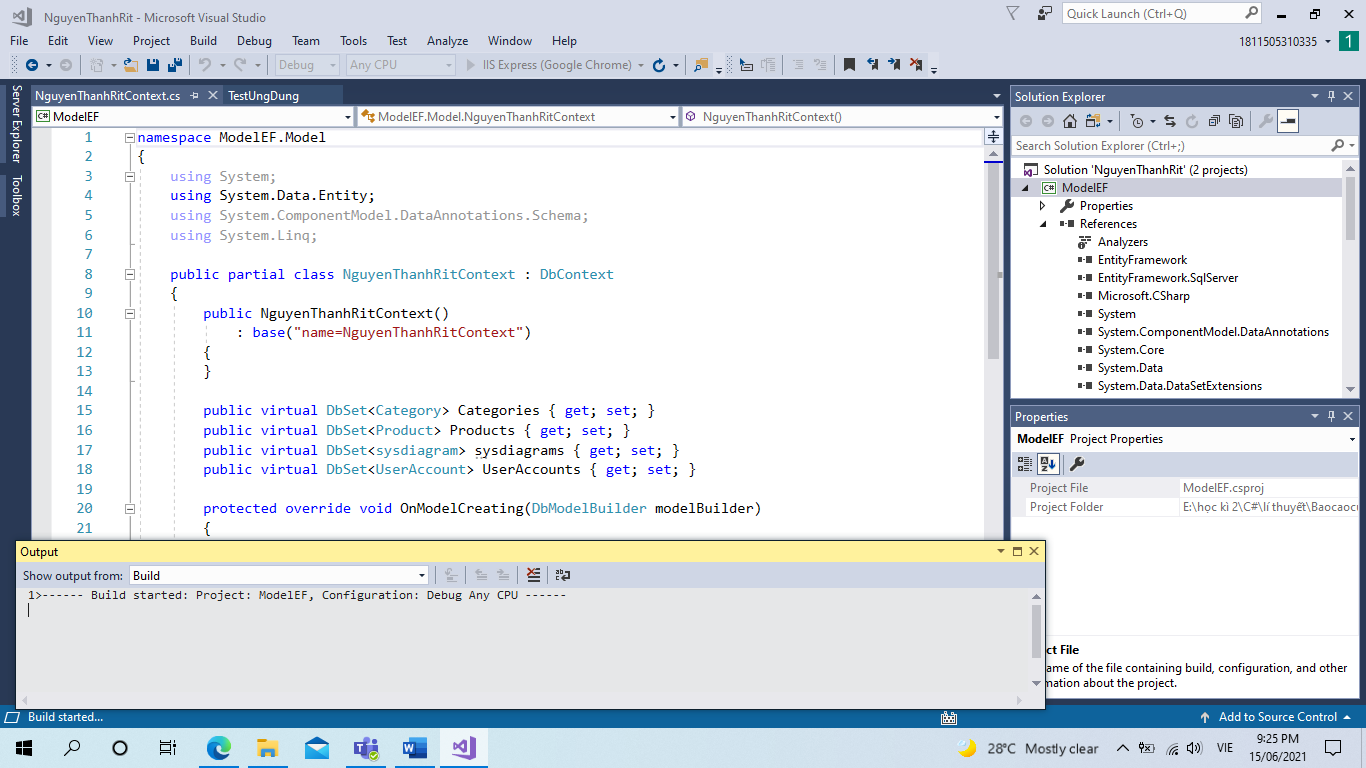 NguyenThanhRit - Microsoft Visual Studio
Quick Launch (Ctrl+Q)
File Edit View Project Build Debug Team Tools Test Analyze Window Help
1811505310335
1
Debug Any CPU IIS Express (Google Chrome)
Server Explorer
Toolbox
NguyenThanhRitContext.cs TestUngDung
ModelEF ModelEF.Model.NguyenThanhRitContext NguyenThanhRitContext()
1 namespace ModelEF.Model
2 {
3 using System;
4 using System.Data.Entity;
5 using System.ComponentModel.DataAnnotations.Schema;
6 using System.Linq;
7
8 public partial class NguyenThanhRitContext : DbContext
9 {
10 public NguyenThanhRitContext()
11 : base("name=NguyenThanhRitContext")
12 {
13 }
14
15 public virtual DbSet<Category> Categories { get; set; }
16 public virtual DbSet<Product> Products { get; set; }
17 public virtual DbSet<sysdiagram> sysdiagrams { get; set; }
18 public virtual DbSet<UserAccount> UserAccounts { get; set; }
19
20 protected override void OnModelCreating(DbModelBuilder modelBuilder)
21 {
Solution Explorer
Search Solution Explorer (Ctrl+;)
Solution 'NguyenThanhRit' (2 projects)
ModelEF
Properties
References
Analyzers
EntityFramework
EntityFramework.SqlServer
Microsoft.CSharp
System
System.ComponentModel.DataAnnotations
System.Core
System.Data
System.Data.DataSetExtensions
Properties
ModelEF Project Properties
Project File ModelEF.csproj
Project Folder E:\học kì 2\C#\lí thuyết\Baocaoc
ct File
ame of the file containing build, configuration, and other
mation about the project.
Output
Show output from: Build
1>------ Build started: Project: ModelEF, Configuration: Debug Any CPU ------
Build started...
Add to Source Control
28°C Mostly clear
VIE
9:25 PM
15/06/2021